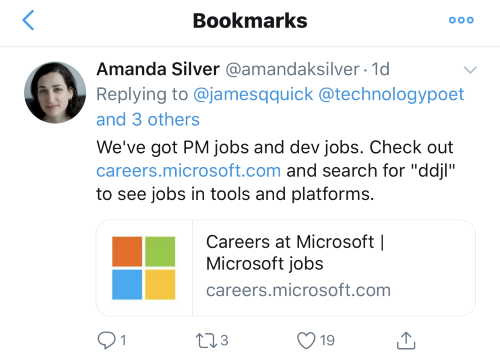 Bookmarks
Amanda Silver @amandaksilver · 1d
Replying to @jamesqquick @technologypoet
and 3 others
We've got PM jobs and dev jobs. Check out
careers.microsoft.com and search for "ddjl"
to see jobs in tools and platforms.
Careers at Microsoft |
Microsoft jobs
careers.microsoft.com
1 3 19